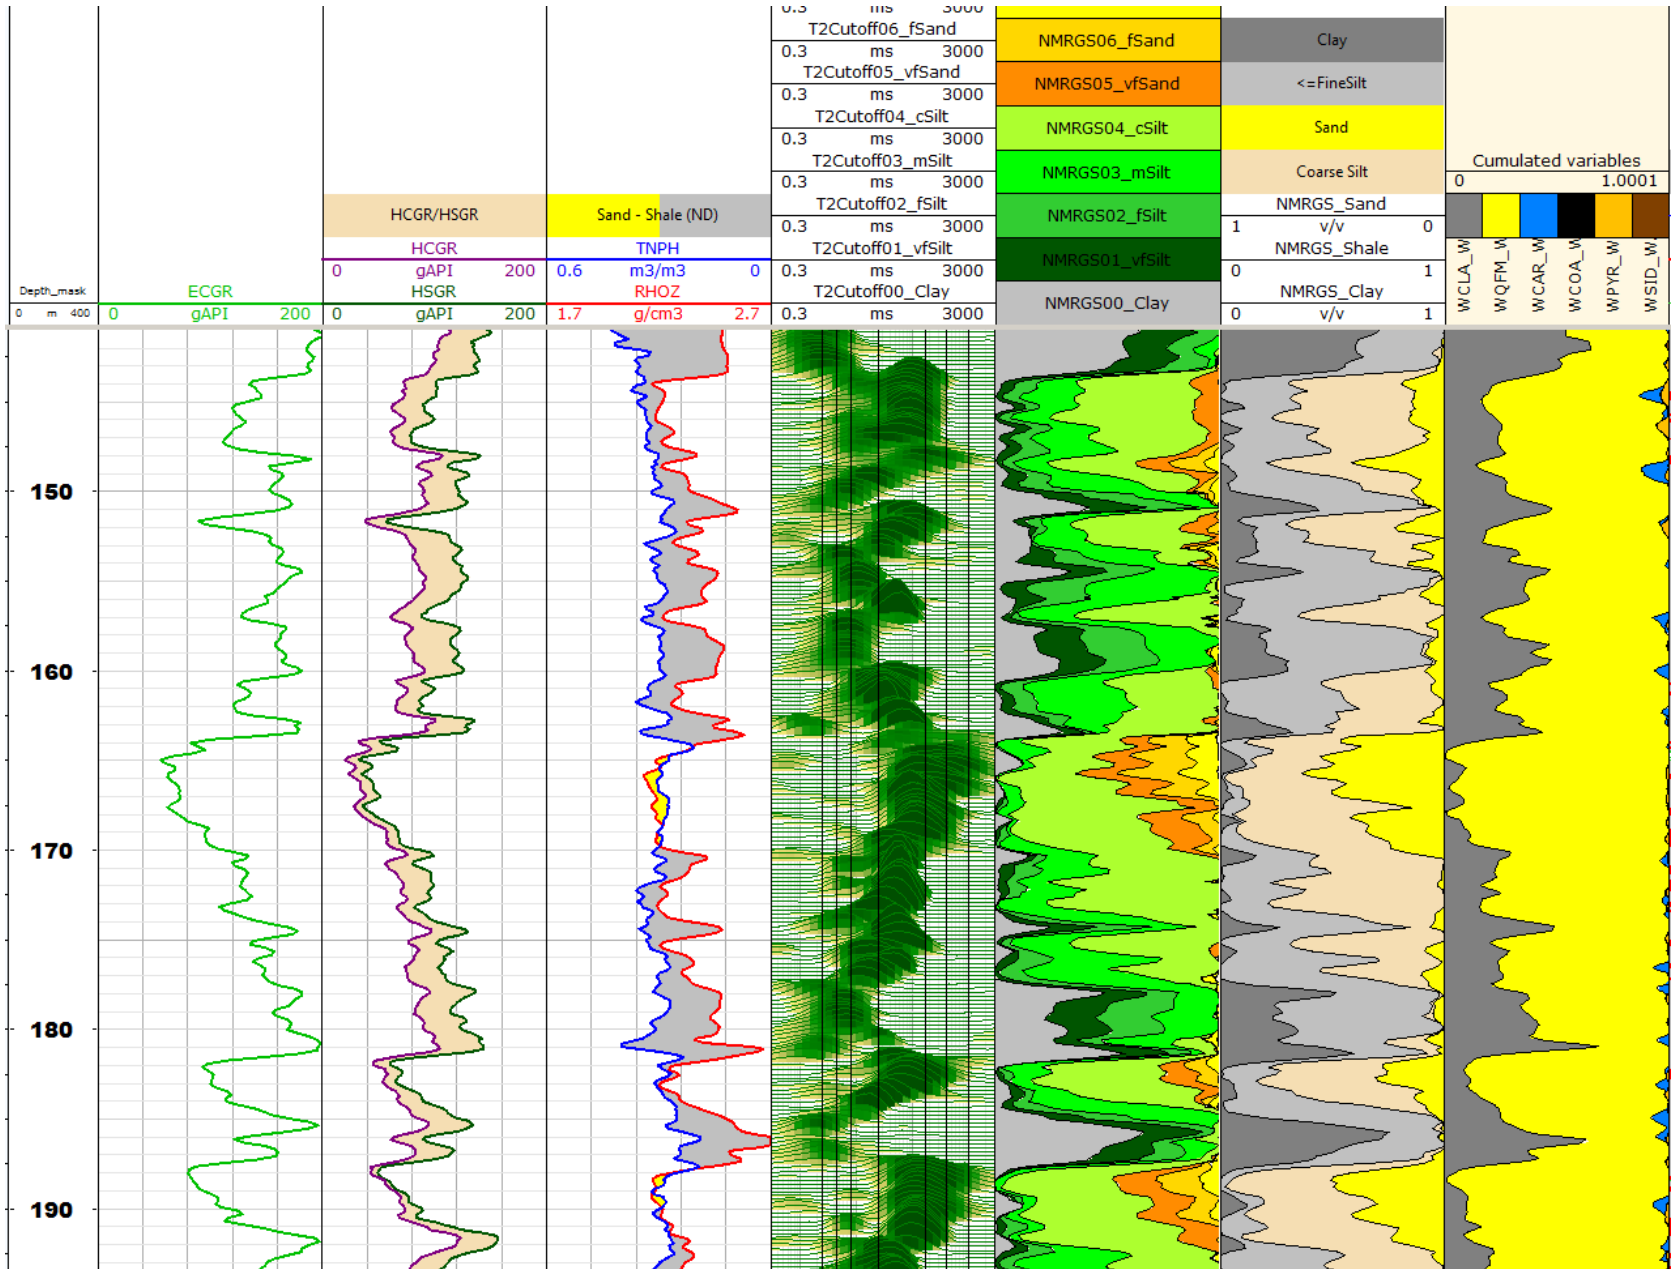 0.3 ms 3000
T2Cutoff06_fSand
0.3 ms 3000
T2Cutoff05_vfSand
0.3 ms 3000
T2Cutoff04_cSilt
0.3 ms 3000
T2Cutoff03_mSilt
0.3 ms 3000
T2Cutoff02_fSilt
0.3 ms 3000
T2Cutoff01_vfSilt
0.3 ms 3000
T2Cutoff00_Clay
0.3 ms 3000
NMRGS06_fSand
NMRGS05_vfSand
NMRGS04_cSilt
NMRGS03_mSilt
NMRGS02_fSilt
NMRGS01_vfSilt
NMRGS00_Clay
Clay
<=FineSilt
Sand
Coarse Silt
NMRGS_Sand
1 v/v 0
NMRGS_Shale
0 v/v 1
NMRGS_Clay
0 v/v 1
Cumulated variables
0 1.0001
WCLA_W
WQFM_W
WCAR_W
WCOA_W
WPYR_W
WSID_W
HCGR/HSGR
HCGR
0 gAPI 200
HSGR
0 gAPI 200
Sand - Shale (ND)
TNPH
0.6 m3/m3 0
RHOZ
1.7 g/cm3 2.7
Depth_mask
0 m 400
ECGR
0 gAPI 200
150
160
170
180
190